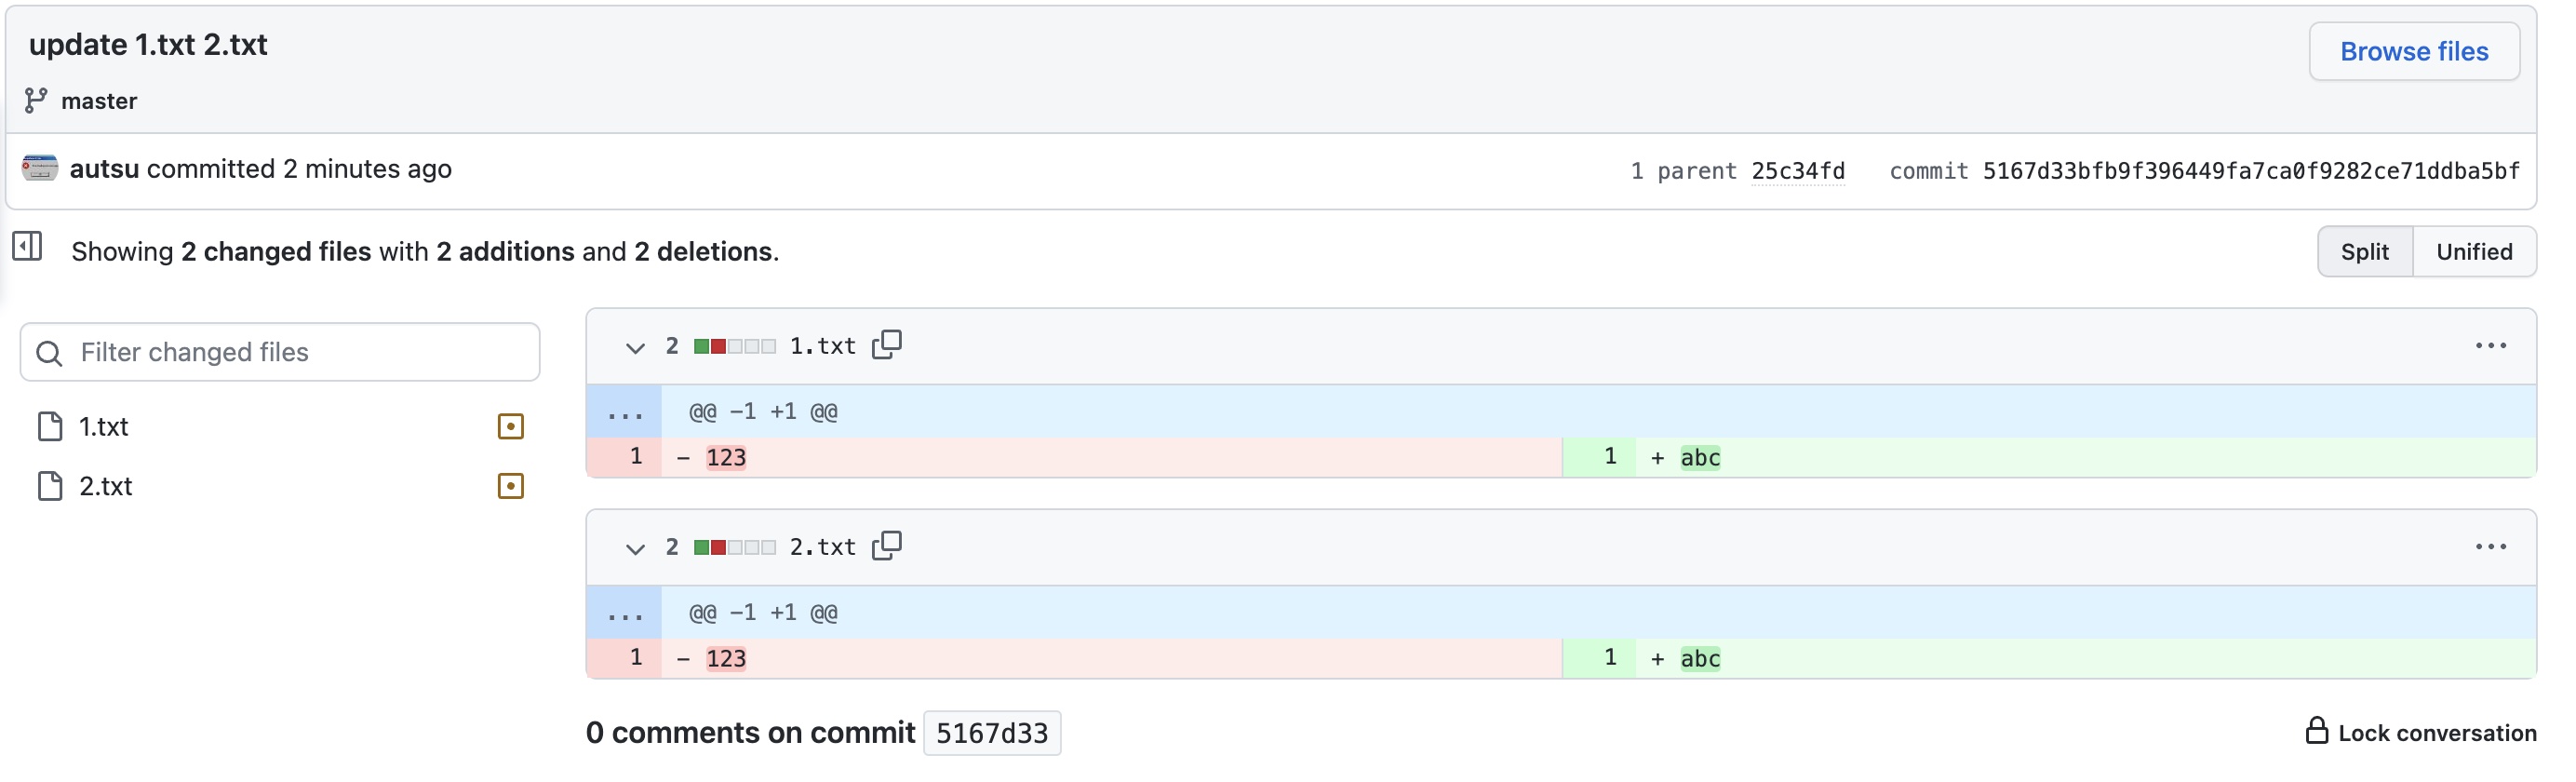 update 1.txt 2.txt
Browse files
master
autsu committed 2 minutes ago
1 parent 25c34fd commit 5167d33bfb9f396449fa7ca0f9282ce71ddba5bf
Showing 2 changed files with 2 additions and 2 deletions.
Split Unified
Filter changed files
1.txt
2.txt
2 1.txt
... @@ -1 +1 @@
1 - 123 1 + abc
2 2.txt
... @@ -1 +1 @@
1 - 123 1 + abc
0 comments on commit 5167d33
Lock conversation